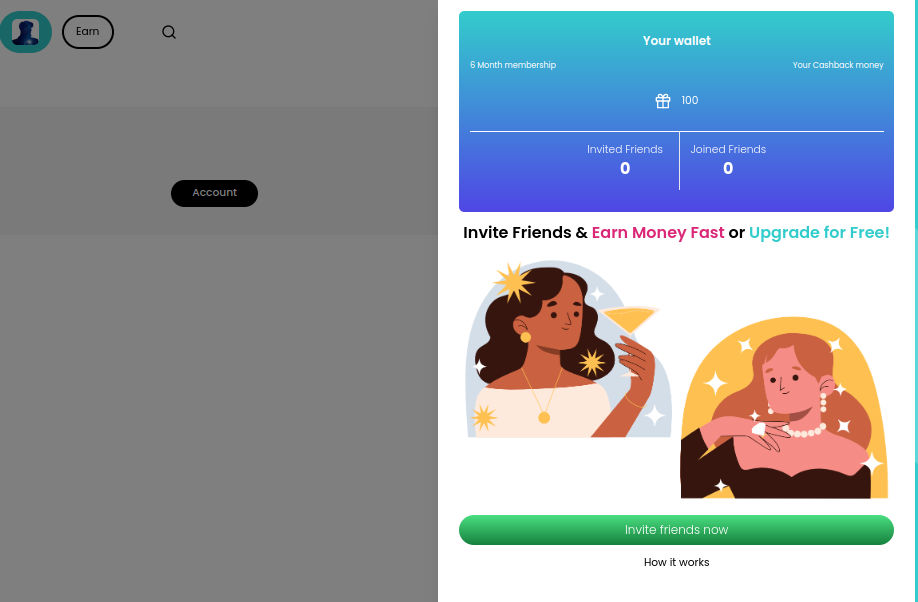 Earn
Account
Your wallet
6 Month membership
Your Cashback money
100
Invited Friends
Joined Friends
0
0
Invite Friends & Earn Money Fast or Upgrade for Free!
Invite friends now
How it works